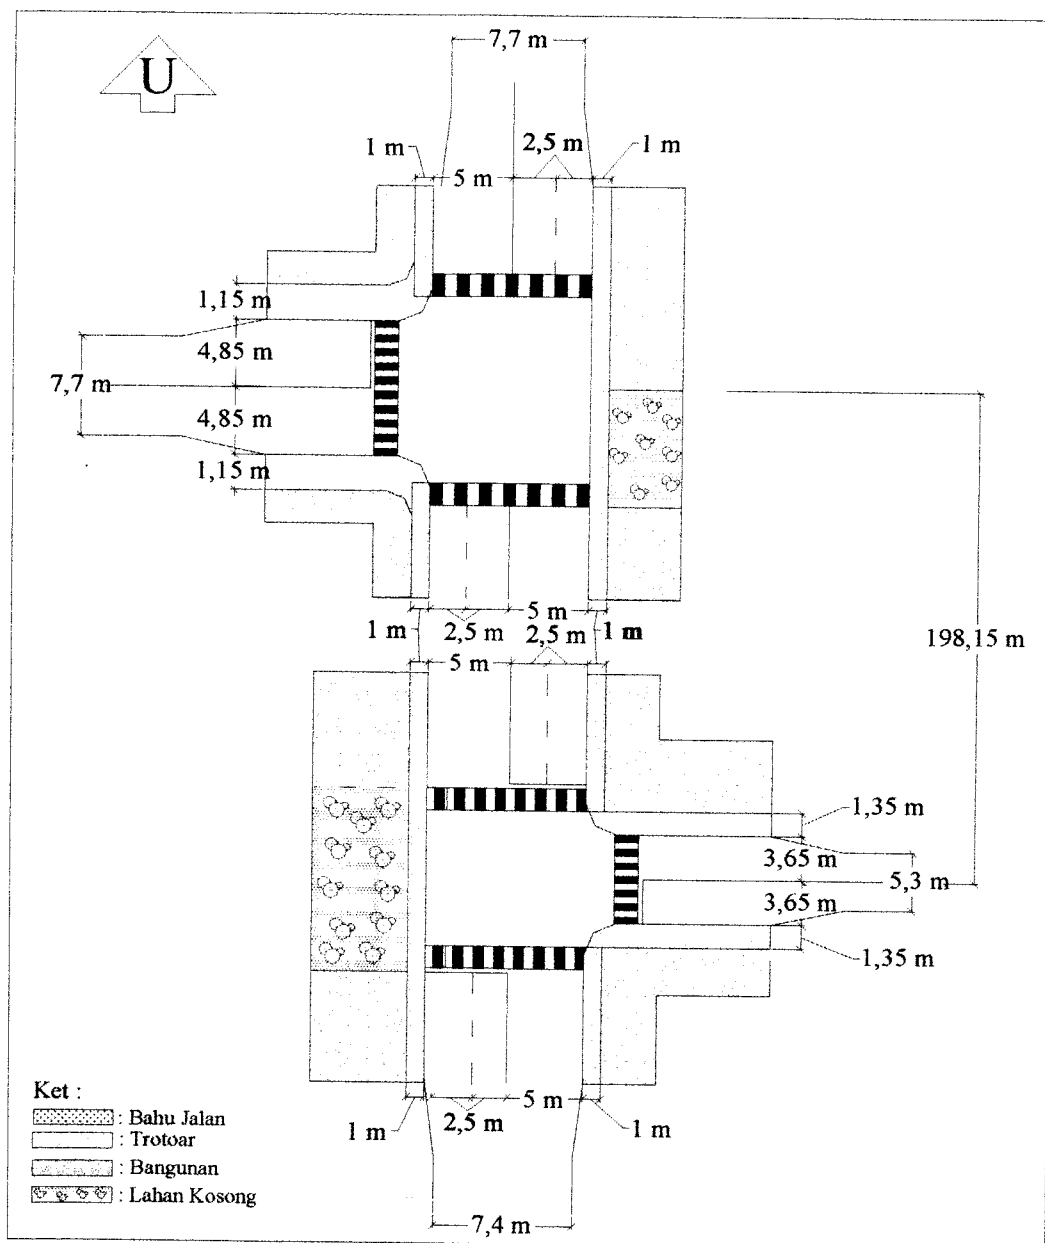 7,7 m
U
1 m
5 m
2,5 m
1 m
1,15 m
4,85 m
7,7 m
4,85 m
1,15 m
1 m
2,5 m
5 m
1 m
198,15 m
5 m
2,5 m
1,35 m
3,65 m
5,3 m
3,65 m
1,35 m
Ket :
: Bahu Jalan
: Trotoar
: Bangunan
: Lahan Kosong
1 m
2,5 m
5 m
1 m
7,4 m